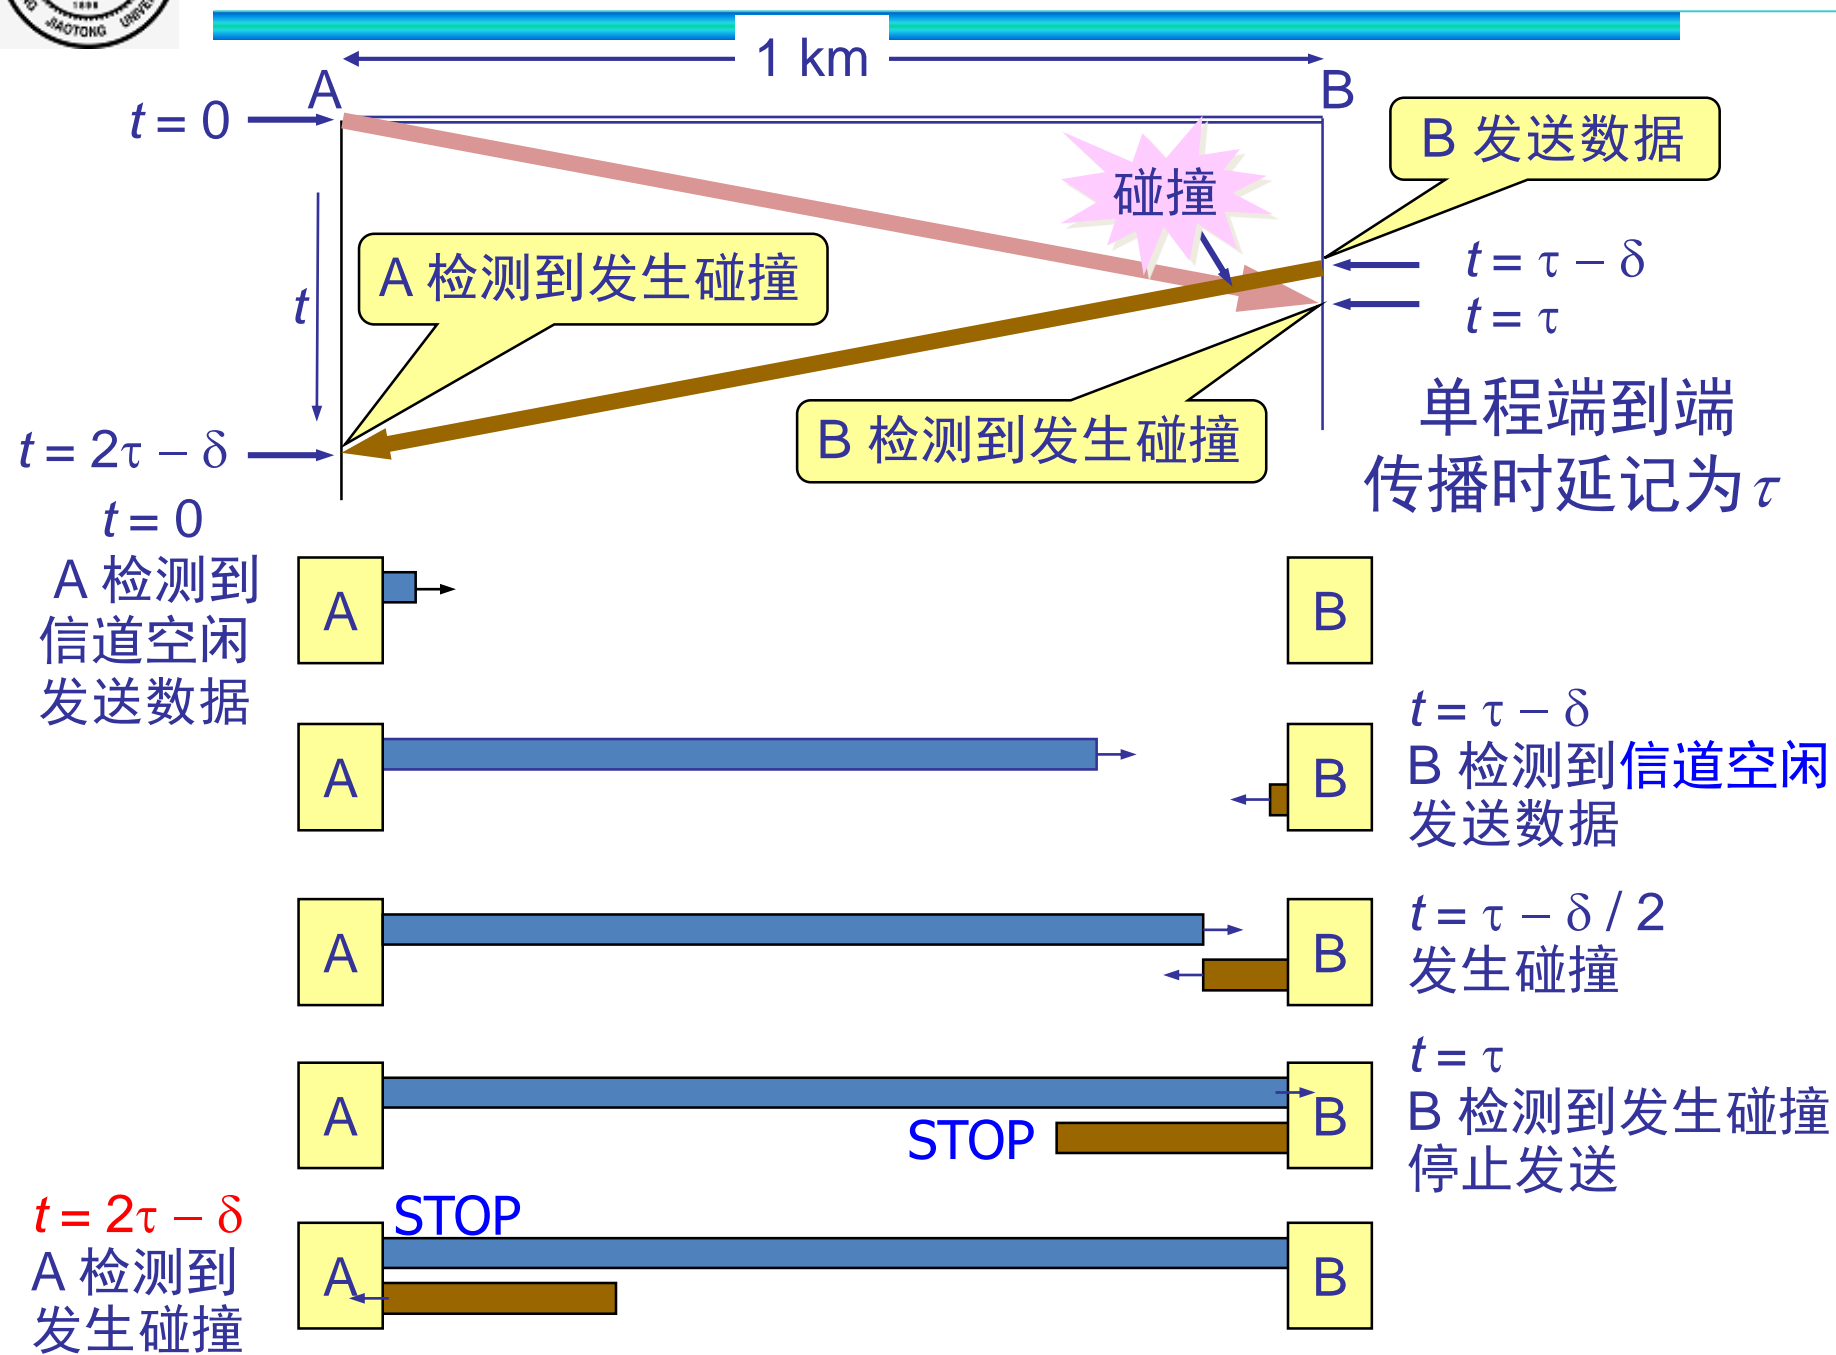 1896
JIAOTONG
1 km
A
B
t = 0
B 发送数据
碰撞
A 检测到发生碰撞
t = τ − δ
t
t = τ
B 检测到发生碰撞
单程端到端
传播时延记为 τ
t = 2τ − δ
t = 0
A 检测到
信道空闲
发送数据
A
B
t = τ − δ
B 检测到信道空闲
发送数据
A
B
t = τ − δ / 2
发生碰撞
A
B
t = τ
B 检测到发生碰撞
停止发送
A
STOP
B
t = 2τ − δ
A 检测到
发生碰撞
STOP
A
B